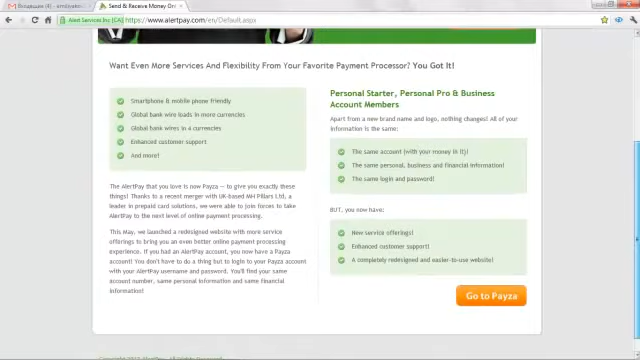 Send & Receive Money On
Alert Services Inc [CA]
https://www.alertpay.com/en/Default.aspx
Want Even More Services And Flexibility From Your Favorite Payment Processor? You Got It!
Smartphone & mobile phone friendly
Global bank wire loads in more currencies
Global bank wires in 4 currencies
Enhanced customer support
And more!
The AlertPay that you love is now Payza — to give you exactly these
things! Thanks to a recent merger with UK-based MH Pillars Ltd, a
leader in prepaid card solutions, we were able to join forces to take
AlertPay to the next level of online payment processing.
This May, we launched a redesigned website with more service
offerings to bring you an even better online payment processing
experience. If you had an AlertPay account, you now have a Payza
account! You don't have to do a thing but to login to your Payza account
with your AlertPay username and password. You'll find your same
account number, same personal information and same financial
information!
Personal Starter, Personal Pro & Business
Account Members
Apart from a new brand name and logo, nothing changes! All of your
information is the same:
The same account (with your money in it)!
The same personal, business and financial information!
The same login and password!
BUT, you now have:
New service offerings!
Enhanced customer support!
A completely redesigned and easier-to-use website!
Go to Payza